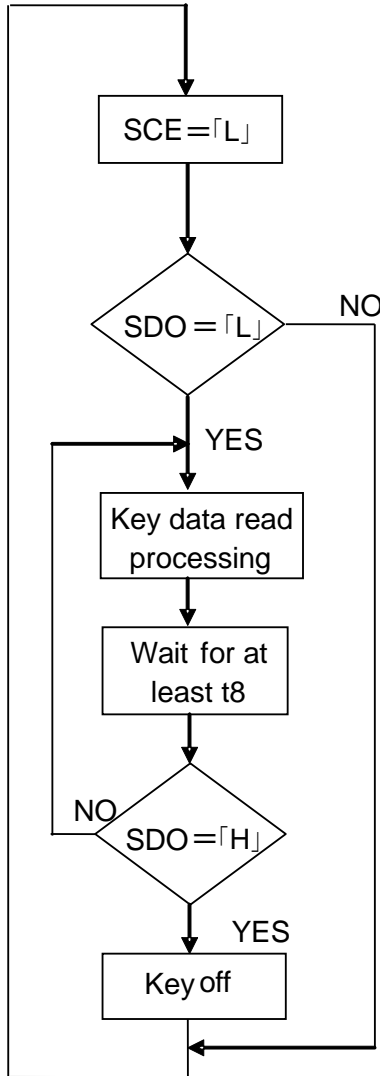 SCE=「L」
SDO=「L」
NO
YES
Key data read
processing
Wait for at
least t8
NO
SDO=「H」
YES
Key off